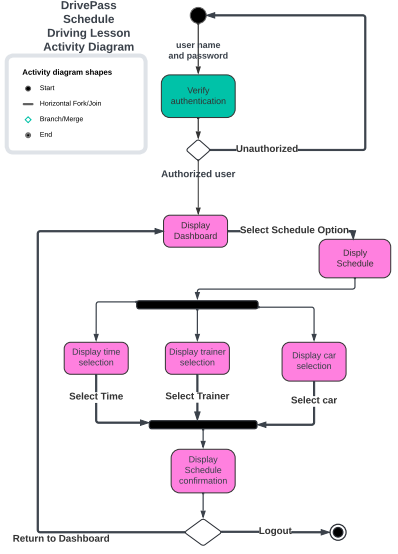 DrivePass
Schedule
Driving Lesson
Activity Diagram
Activity diagram shapes
Start
Horizontal Fork/Join
Branch/Merge
End
user name
and password
Verify
authentication
Unauthorized
Authorized user
Display
Dashboard
Select Schedule Option
Disply
Schedule
Display time
selection
Display trainer
selection
Display car
selection
Select Time
Select Trainer
Select car
Display
Schedule
confirmation
Logout
Return to Dashboard